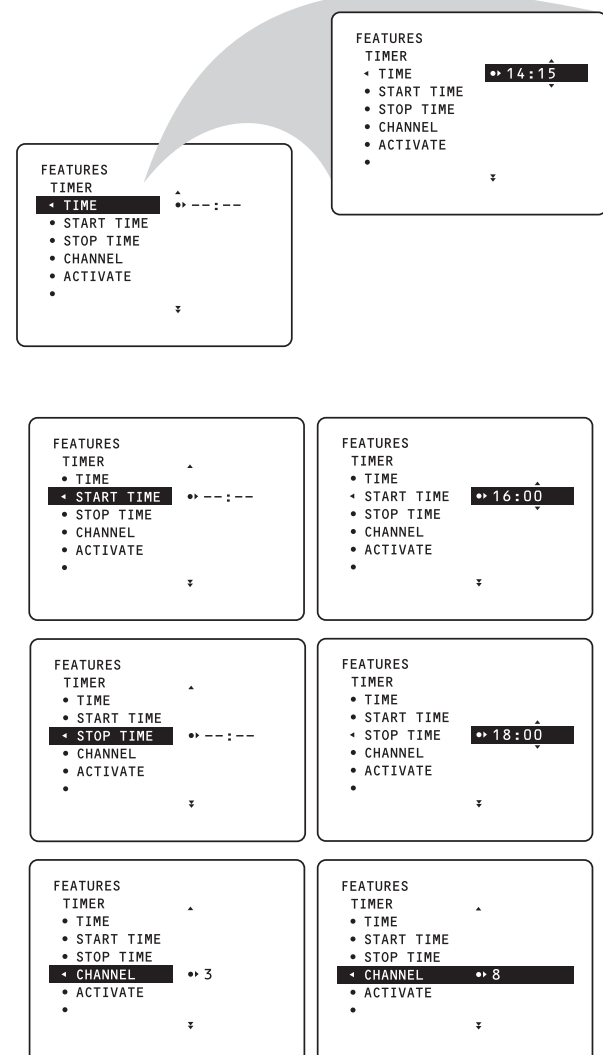 FEATURES
TIMER
TIME 14:15
START TIME
STOP TIME
CHANNEL
ACTIVATE
FEATURES
TIMER
TIME --:--
START TIME
STOP TIME
CHANNEL
ACTIVATE
FEATURES
TIMER
TIME
START TIME --:--
STOP TIME
CHANNEL
ACTIVATE
FEATURES
TIMER
TIME
START TIME 16:00
STOP TIME
CHANNEL
ACTIVATE
FEATURES
TIMER
TIME
START TIME
STOP TIME --:--
CHANNEL
ACTIVATE
FEATURES
TIMER
TIME
START TIME
STOP TIME 18:00
CHANNEL
ACTIVATE
FEATURES
TIMER
TIME
START TIME
STOP TIME
CHANNEL 3
ACTIVATE
FEATURES
TIMER
TIME
START TIME
STOP TIME
CHANNEL 8
ACTIVATE